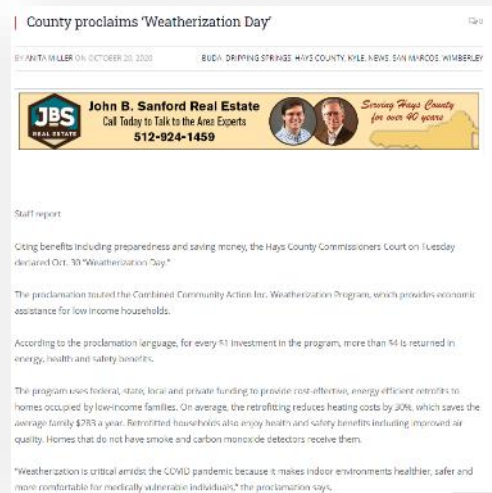 County proclaims 'Weatherization Day'
0
BY ANITA MILLER ON OCTOBER 20, 2020
BUDA, DRIPPING SPRINGS, HAYS COUNTY, KYLE, NEWS, SAN MARCOS, WIMBERLEY
JBS
REAL ESTATE
John B. Sanford Real Estate
Call Today to Talk to the Area Experts
512-924-1459
Serving Hays County
for over 40 years
Staff report
Citing benefits including preparedness and saving money, the Hays County Commissioners Court on Tuesday
declared Oct. 30 "Weatherization Day."
The proclamation touted the Combined Community Action Inc. Weatherization Program, which provides economic
assistance for low income households.
According to the proclamation language, for every $1 investment in the program, more than $4 is returned in
energy, health and safety benefits.
The program uses federal, state, local and private funding to provide cost-effective, energy efficient retrofits to
homes occupied by low-income families. On average, the retrofitting reduces heating costs by 30%, which saves the
average family $283 a year. Retrofitted households also enjoy health and safety benefits including improved air
quality. Homes that do not have smoke and carbon monoxide detectors receive them.
"Weatherization is critical amidst the COVID pandemic because it makes indoor environments healthier, safer and
more comfortable for medically vulnerable individuals," the proclamation says.